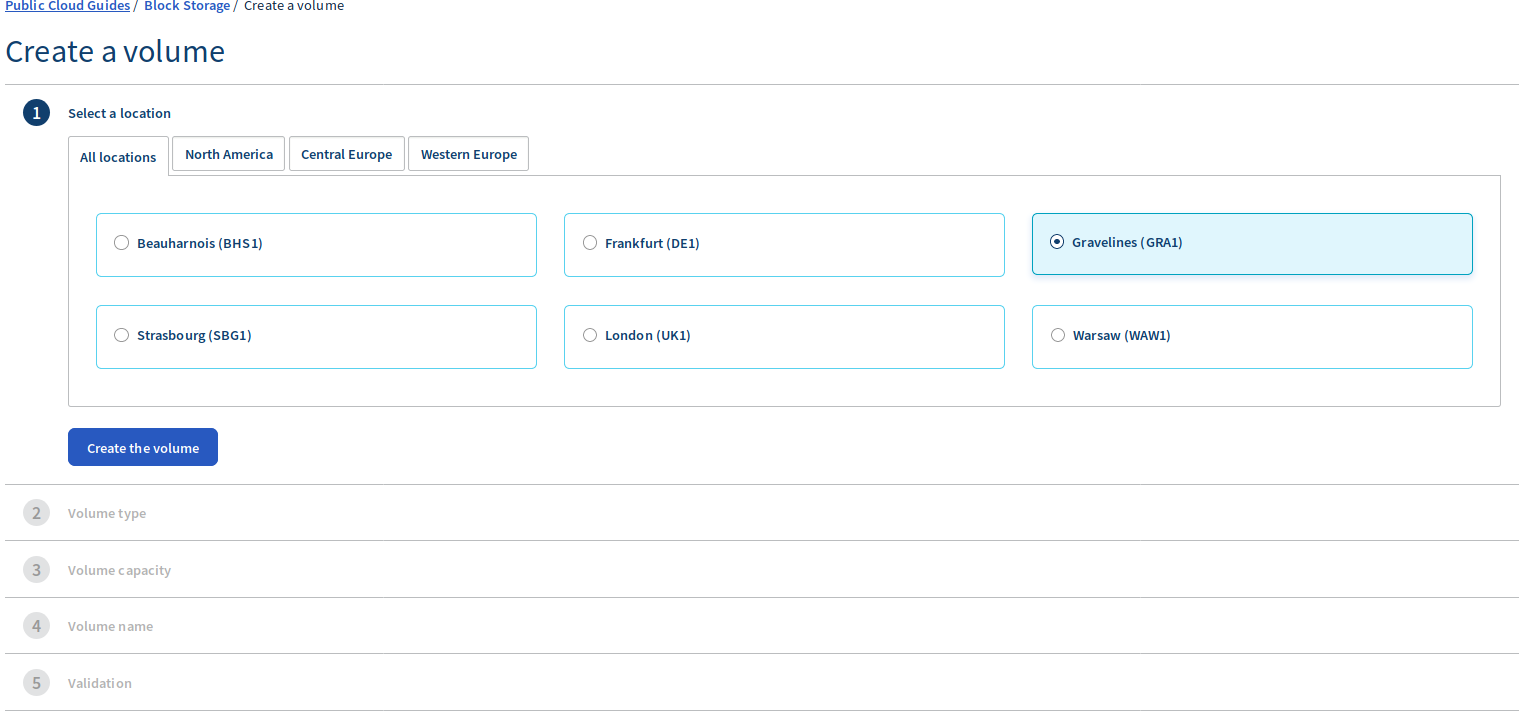 Public Cloud Guides / Block Storage / Create a volume
Create a volume
1 Select a location
All locations North America Central Europe Western Europe
Beauharnois (BHS1) Frankfurt (DE1) Gravelines (GRA1)
Strasbourg (SBG1) London (UK1) Warsaw (WAW1)
Create the volume
2 Volume type
3 Volume capacity
4 Volume name
5 Validation